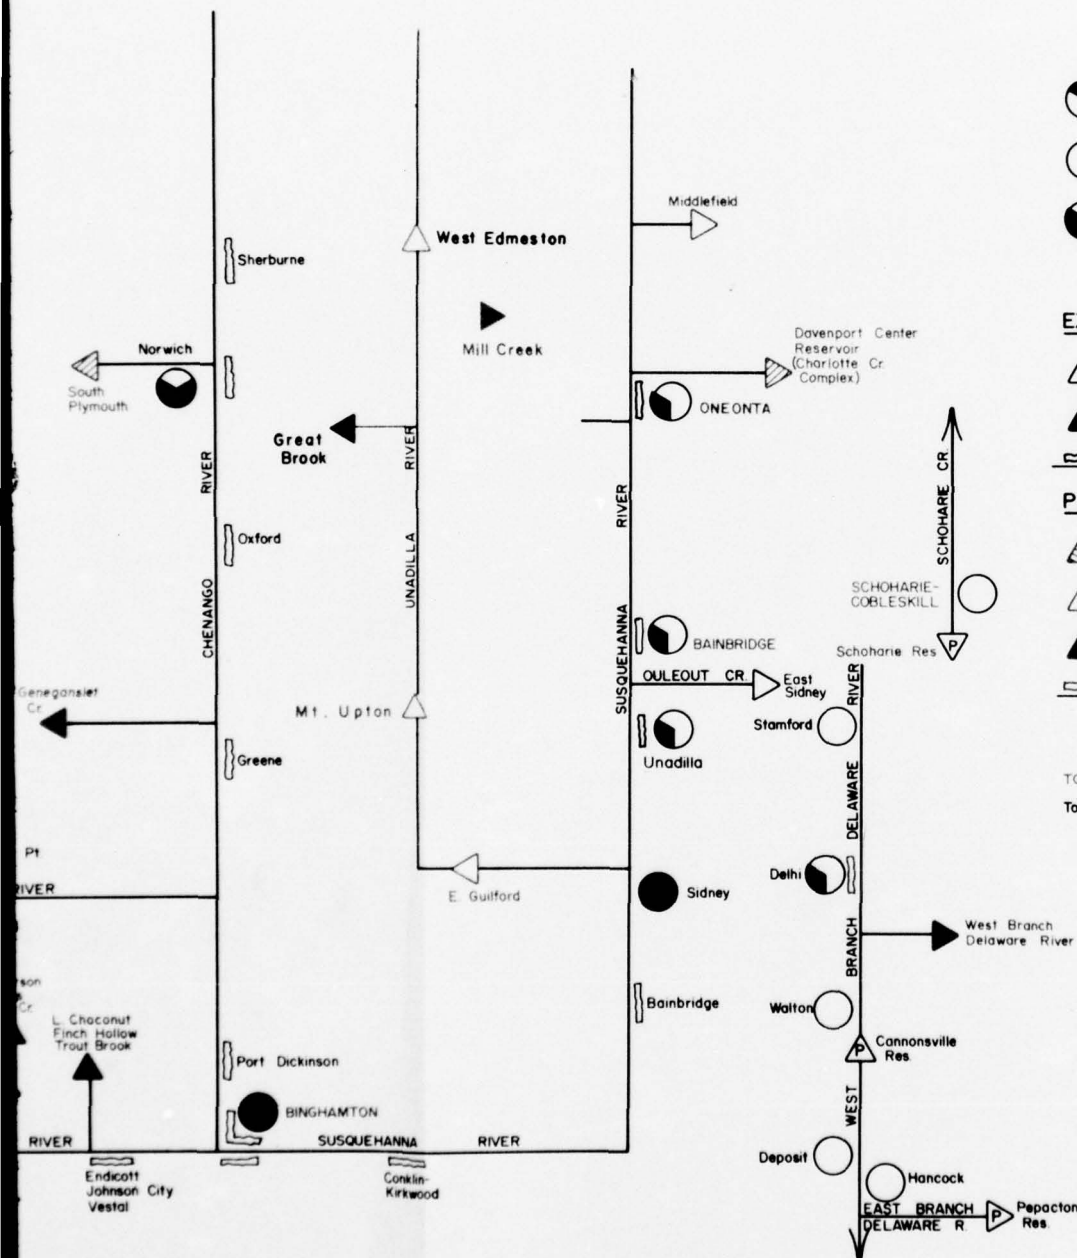 Middlefield
West Edmeston
Sherburne
Mill Creek
Davenport Center
Reservoir
(Charlotte Cr.
Complex)
Norwich
South
Plymouth
ONEONTA
Great
Brook
RIVER
UNADILLA
RIVER
CHENANGO
Oxford
RIVER
SUSQUEHANNA
SCHOHARIE CR.
SCHOHARIE-
COBLESKILL
P
Schoharie Res
BAINBRIDGE
OULEOUT CR.
East
Sidney
Geneganslet
Cr.
Mt. Upton
Greene
Unadilla
Stamford
RIVER
DELAWARE
BRANCH
WEST
Pt
RIVER
E. Guilford
Sidney
Delhi
West Branch
Delaware River
rson
Cr.
L. Choconut
Finch Hollow
Trout Brook
Bainbridge
Walton
P
Cannonsville
Res.
Port Dickinson
BINGHAMTON
RIVER
SUSQUEHANNA RIVER
Endicott
Johnson City
Vestal
Conklin-
Kirkwood
Deposit
Hancock
EAST BRANCH
DELAWARE R.
P
Pepacton
Res.
E
P
TO
To